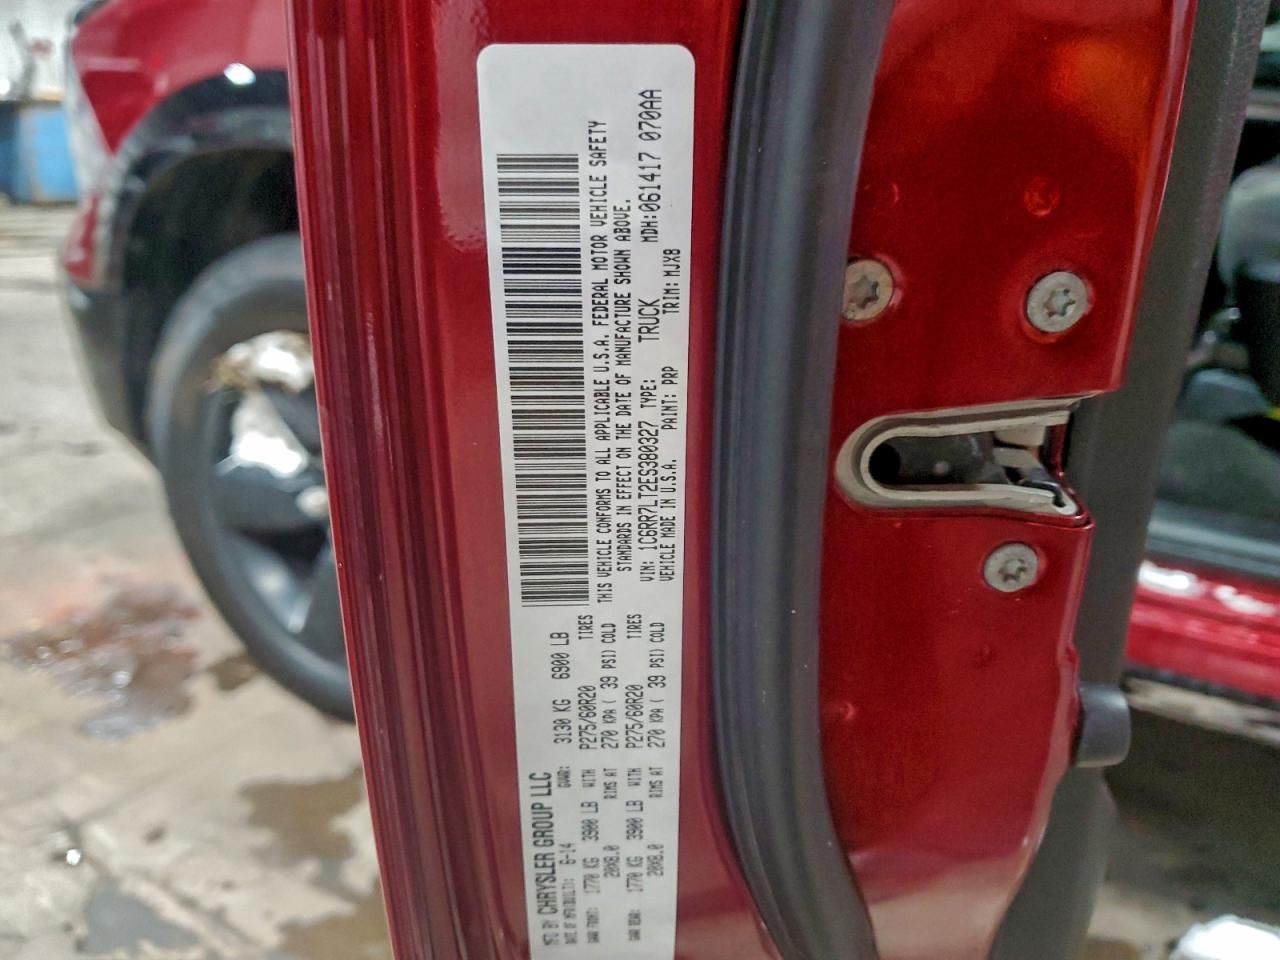 MFD BY CHRYSLER GROUP LLC
DATE OF MFR(BUILT): 6-14 GVWR: 3130 KG 6900 LB
GAWR FRONT: 1770 KG 3900 LB WITH P275/60R20 TIRES
20X8.0 RIMS AT 270 KPA ( 39 PSI) COLD
GAWR REAR: 1770 KG 3900 LB WITH P275/60R20 TIRES
20X8.0 RIMS AT 270 KPA ( 39 PSI) COLD
THIS VEHICLE CONFORMS TO ALL APPLICABLE U.S.A. FEDERAL MOTOR VEHICLE SAFETY
STANDARDS IN EFFECT ON THE DATE OF MANUFACTURE SHOWN ABOVE.
VIN: 1C6RR7LT2ES380327 TYPE: TRUCK MDH:061417 070AA
VEHICLE MADE IN U.S.A. PAINT: PRP TRIM: MJX8